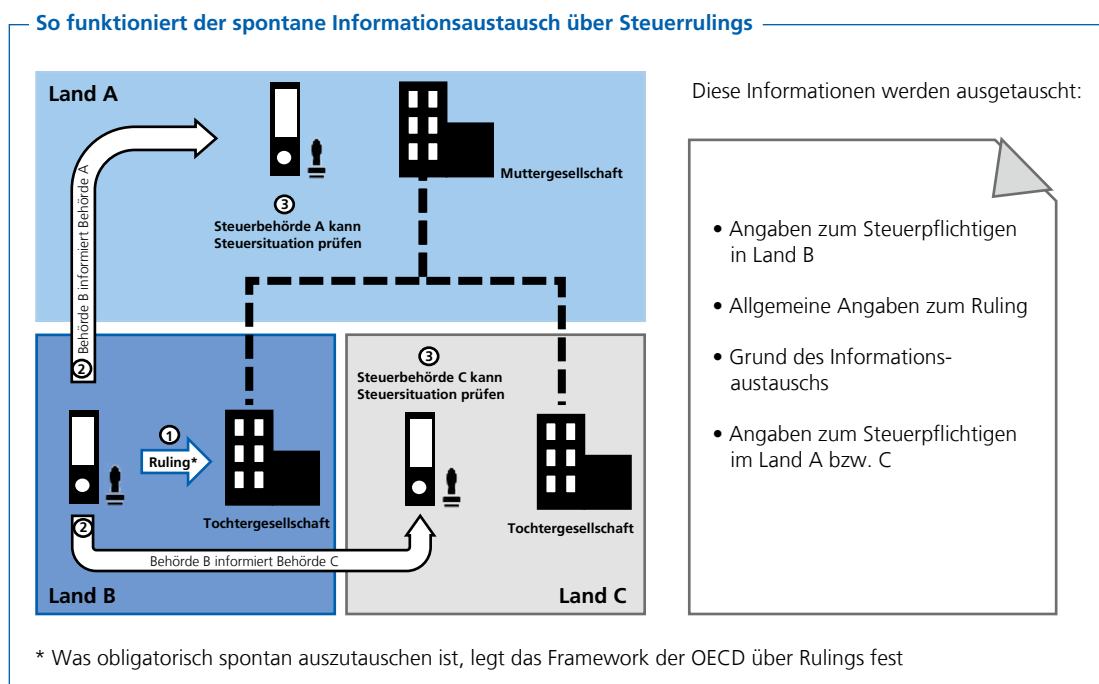 So funktioniert der spontane Informationsaustausch über Steuerrulings
Land A
Muttergesellschaft
3
Steuerbehörde A kann
Steuersituation prüfen
Behörde B informiert Behörde A
2
1
Ruling*
Tochtergesellschaft
2
Behörde B informiert Behörde C
Land B
3
Steuerbehörde C kann
Steuersituation prüfen
Tochtergesellschaft
Land C
Diese Informationen werden ausgetauscht:
• Angaben zum Steuerpflichtigen
in Land B
• Allgemeine Angaben zum Ruling
• Grund des Informations-
austauschs
• Angaben zum Steuerpflichtigen
im Land A bzw. C
* Was obligatorisch spontan auszutauschen ist, legt das Framework der OECD über Rulings fest